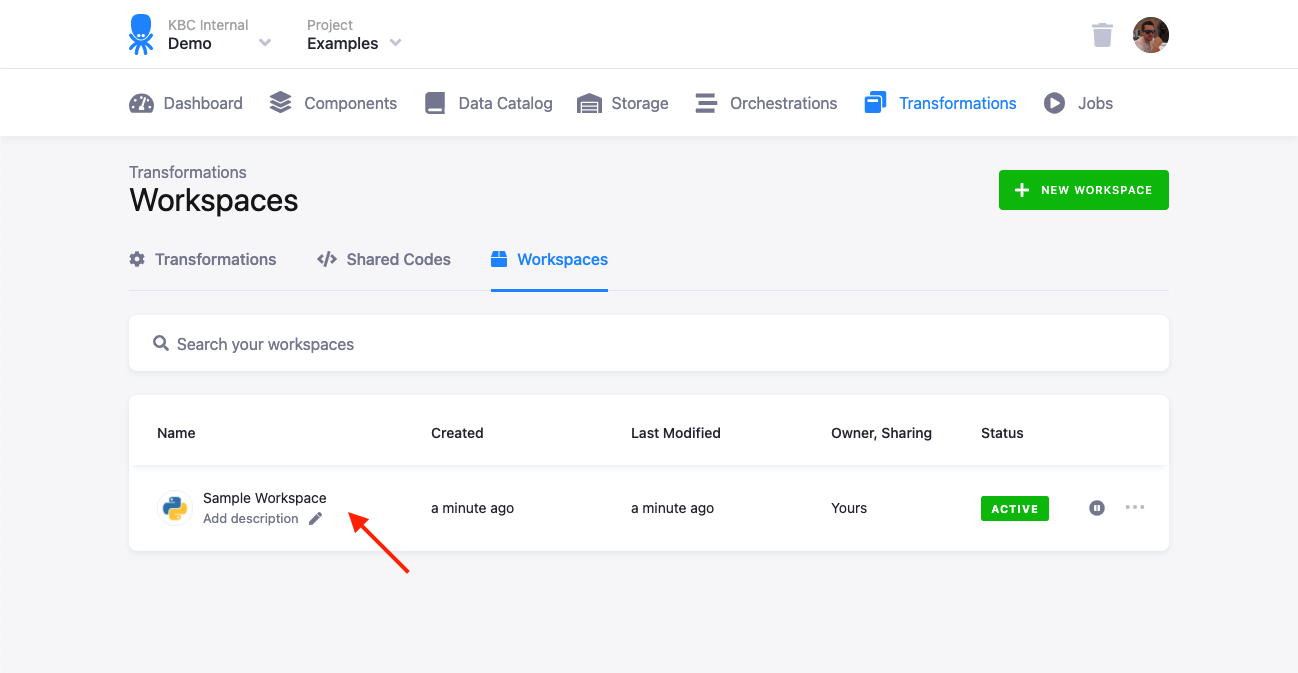 KBC Internal
Demo
Project
Examples
Dashboard Components Data Catalog Storage Orchestrations Transformations Jobs
Transformations
Workspaces
NEW WORKSPACE
Transformations Shared Codes Workspaces
Search your workspaces
Name Created Last Modified Owner, Sharing Status
Sample Workspace
Add description
a minute ago a minute ago Yours ACTIVE